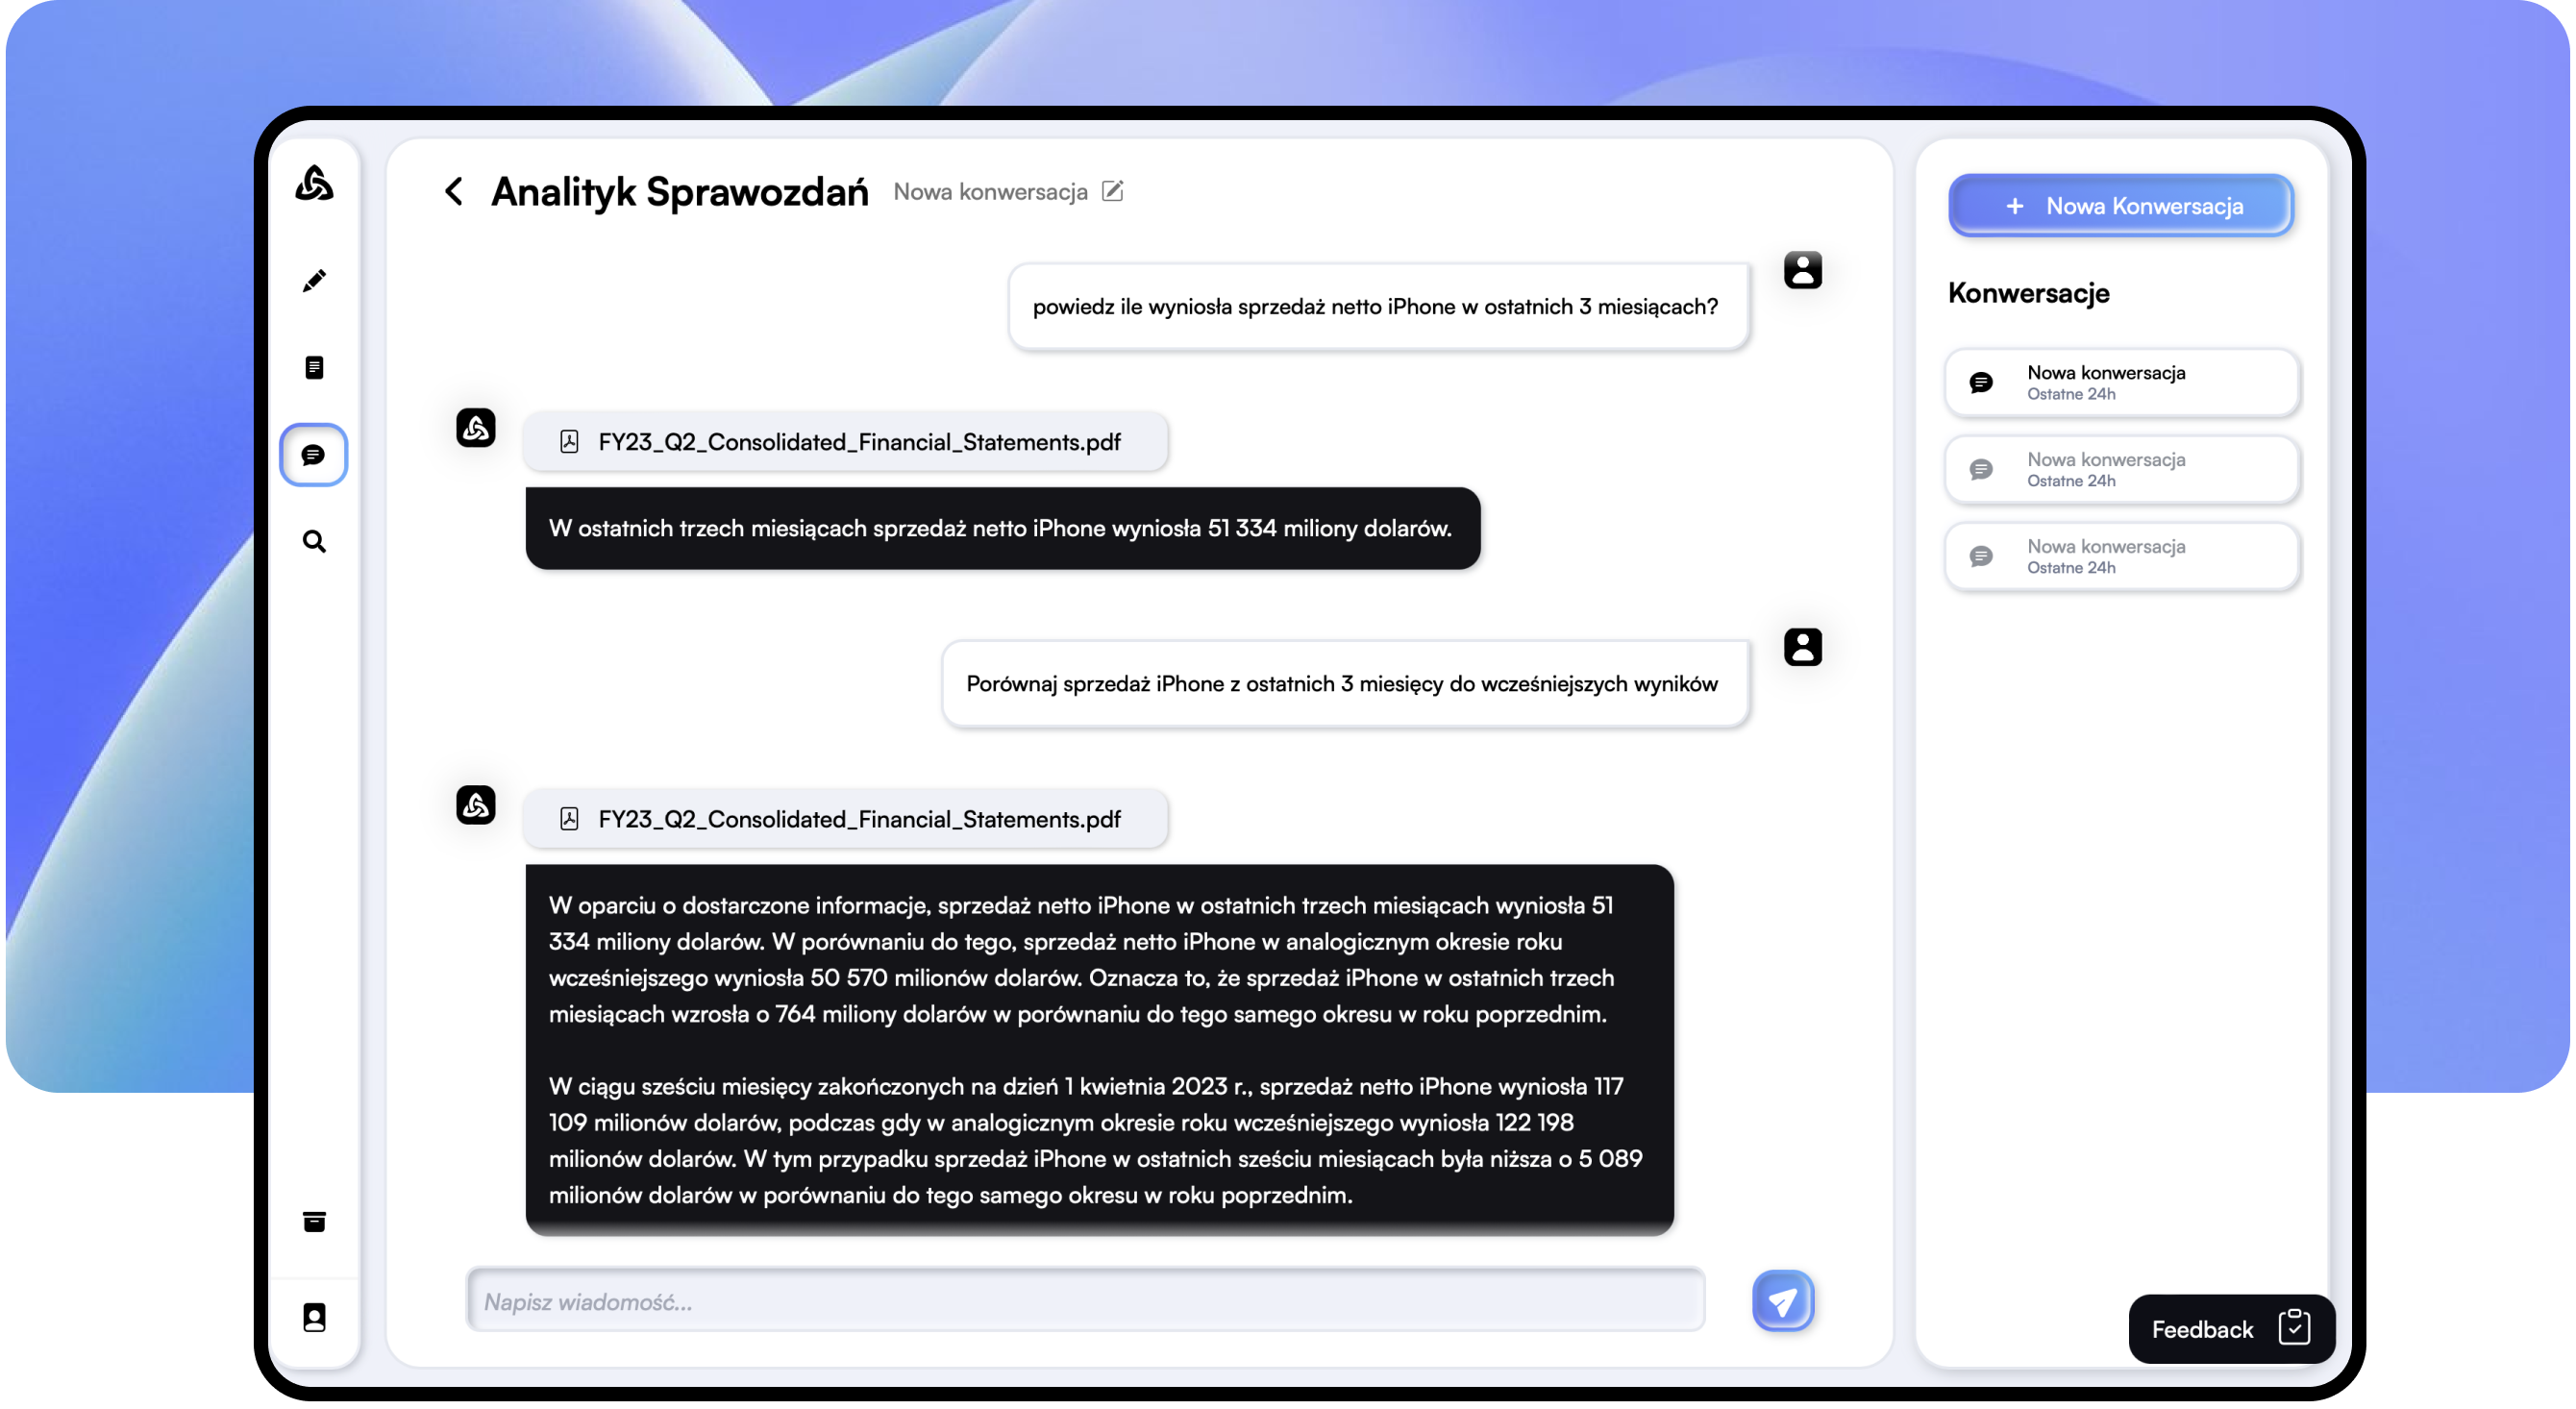 Analityk Sprawozdań
Nowa konwersacja
powiedz ile wyniosła sprzedaż netto iPhone w ostatnich 3 miesiącach?
FY23_Q2_Consolidated_Financial_Statements.pdf
W ostatnich trzech miesiącach sprzedaż netto iPhone wyniosła 51 334 miliony dolarów.
Porównaj sprzedaż iPhone z ostatnich 3 miesięcy do wcześniejszych wyników
FY23_Q2_Consolidated_Financial_Statements.pdf
W oparciu o dostarczone informacje, sprzedaż netto iPhone w ostatnich trzech miesiącach wyniosła 51
334 miliony dolarów. W porównaniu do tego, sprzedaż netto iPhone w analogicznym okresie roku
wcześniejszego wyniosła 50 570 milionów dolarów. Oznacza to, że sprzedaż iPhone w ostatnich trzech
miesiącach wzrosła o 764 miliony dolarów w porównaniu do tego samego okresu w roku poprzednim.
W ciągu sześciu miesięcy zakończonych na dzień 1 kwietnia 2023 r., sprzedaż netto iPhone wyniosła 117
109 milionów dolarów, podczas gdy w analogicznym okresie roku wcześniejszego wyniosła 122 198
milionów dolarów. W tym przypadku sprzedaż iPhone w ostatnich sześciu miesiącach była niższa o 5 089
milionów dolarów w porównaniu do tego samego okresu w roku poprzednim.
Napisz wiadomość...
+ Nowa Konwersacja
Konwersacje
Nowa konwersacja
Ostatne 24h
Nowa konwersacja
Ostatne 24h
Nowa konwersacja
Ostatne 24h
Feedback